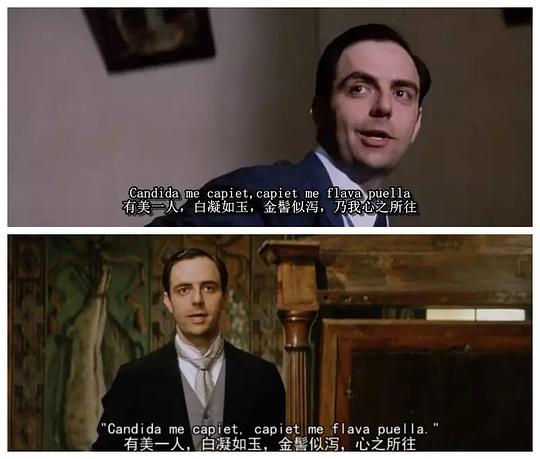 Candida me capiet,capiet me flava puella
有美一人，白凝如玉，金髻似泻，乃我心之所往
"Candida me capiet, capiet me flava puella."
有美一人，白凝如玉，金髻似泻，心之所往